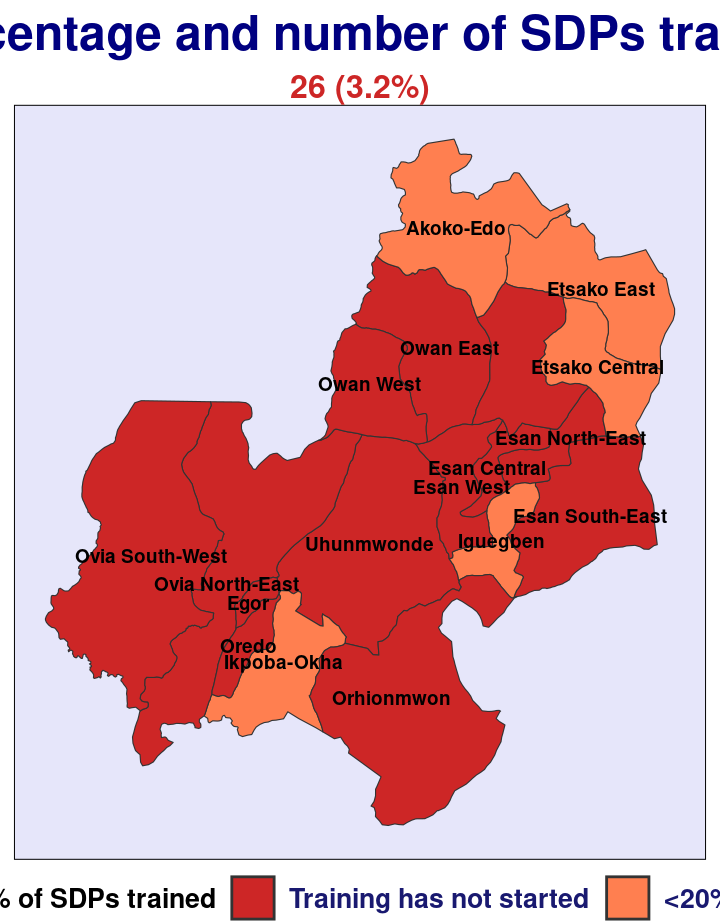 centage and number of SDPs tra
26 (3.2%)
Akoko-Edo
Etsako East
Owan East
Etsako Central
Owan West
Esan North-East
Esan Central
Esan West
Esan South-East
Iguegben
Uhunmwonde
Ovia South-West
Ovia North-East
Egor
Oredo
Ikpoba-Okha
Orhionmwon
% of SDPs trained Training has not started <20%